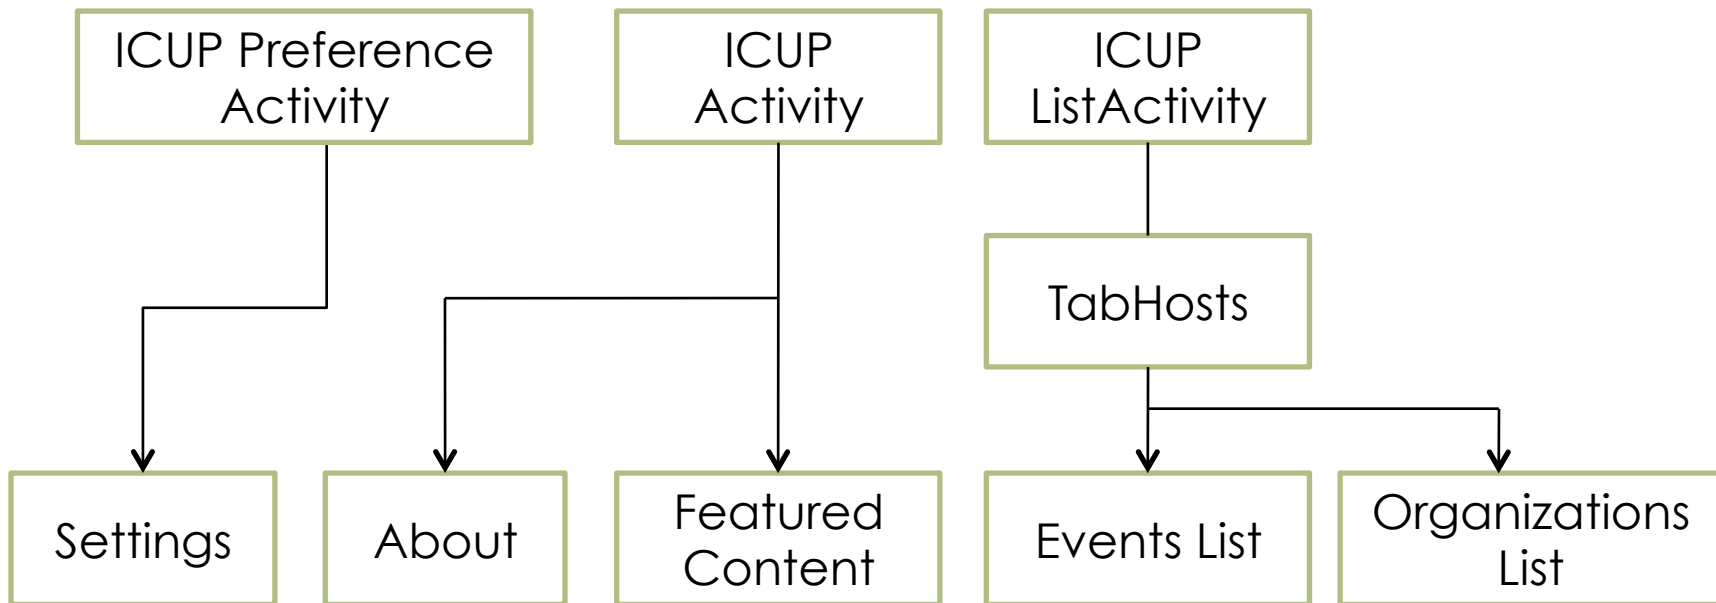 ICUP Preference
Activity
ICUP
Activity
ICUP
ListActivity
TabHosts
Settings
About
Featured
Content
Events List
Organizations
List